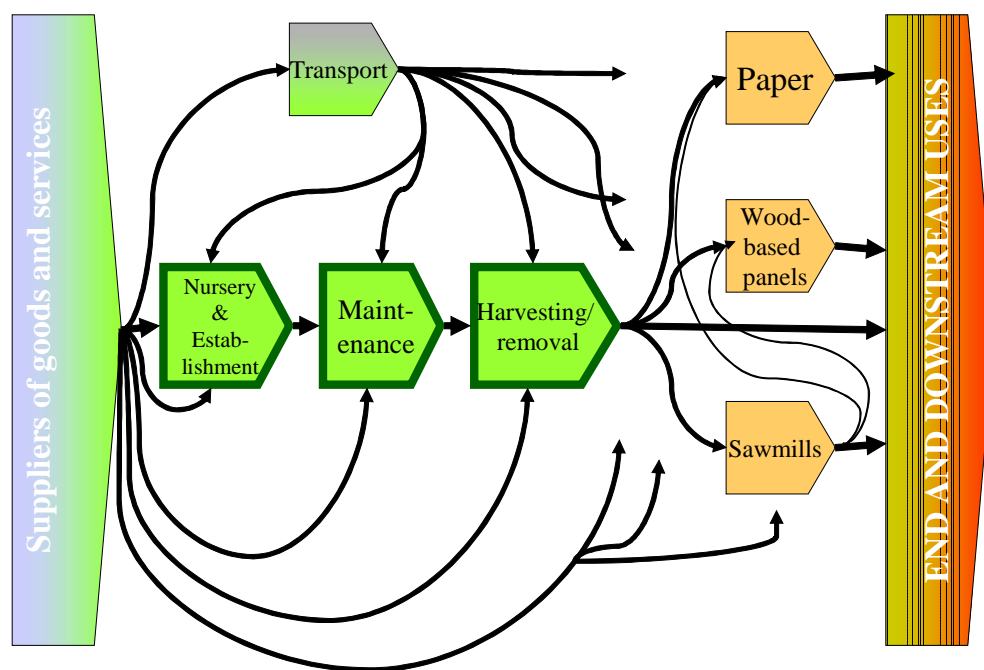 Suppliers of goods and services
Transport
Nursery
&
Estab-
lishment
Maint-
enance
Harvesting/
removal
Paper
Wood-
based
panels
Sawmills
END AND DOWNSTREAM USES